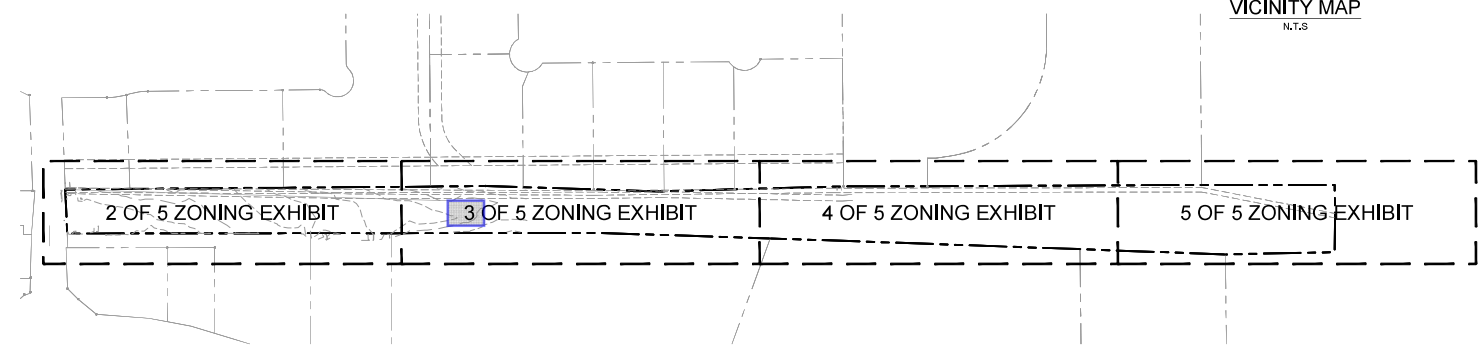 VICINITY MAP
N.T.S
2 OF 5 ZONING EXHIBIT
3 OF 5 ZONING EXHIBIT
4 OF 5 ZONING EXHIBIT
5 OF 5 ZONING EXHIBIT